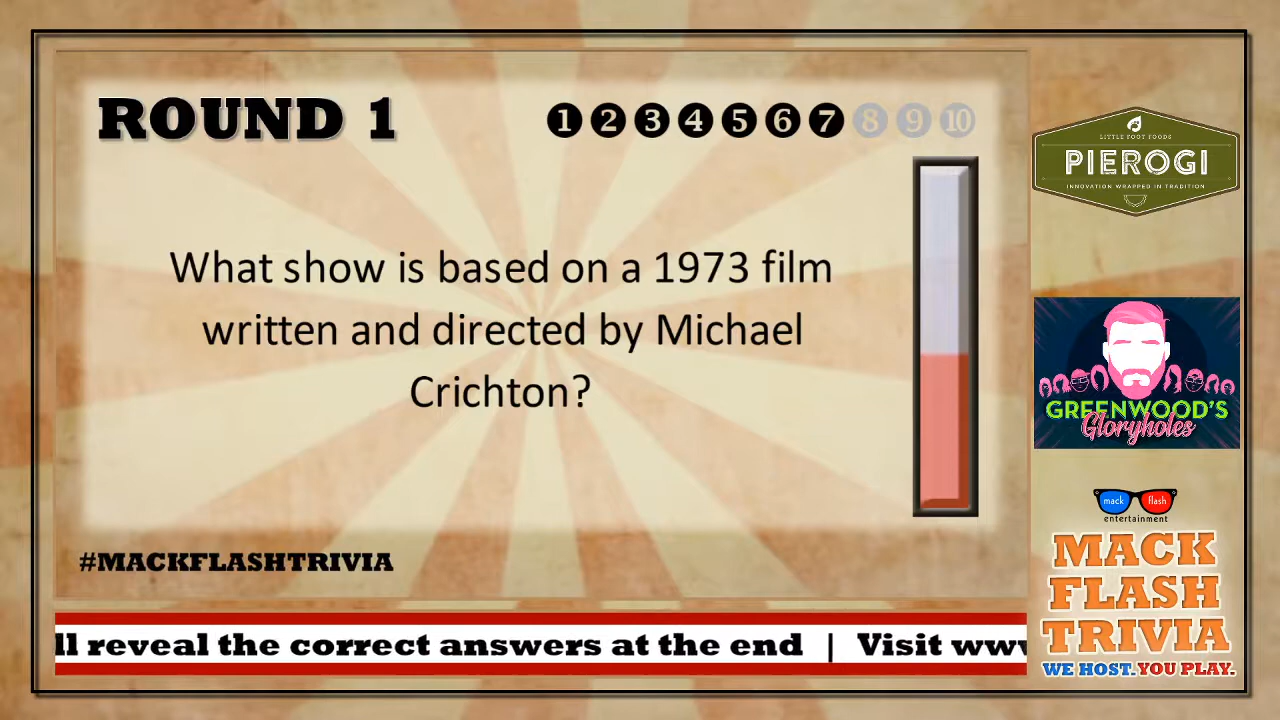 ROUND 1
1 2 3 4 5 6 7 8 9 10
What show is based on a 1973 film
written and directed by Michael
Crichton?
#MACKFLASHTRIVIA
ll reveal the correct answers at the end | Visit www
LITTLE FOOT FOODS
PIEROGI
INNOVATION WRAPPED IN TRADITION
GREENWOOD'S
Gloryholes
mack flash
entertainment
MACK
FLASH
TRIVIA
WE HOST. YOU PLAY.